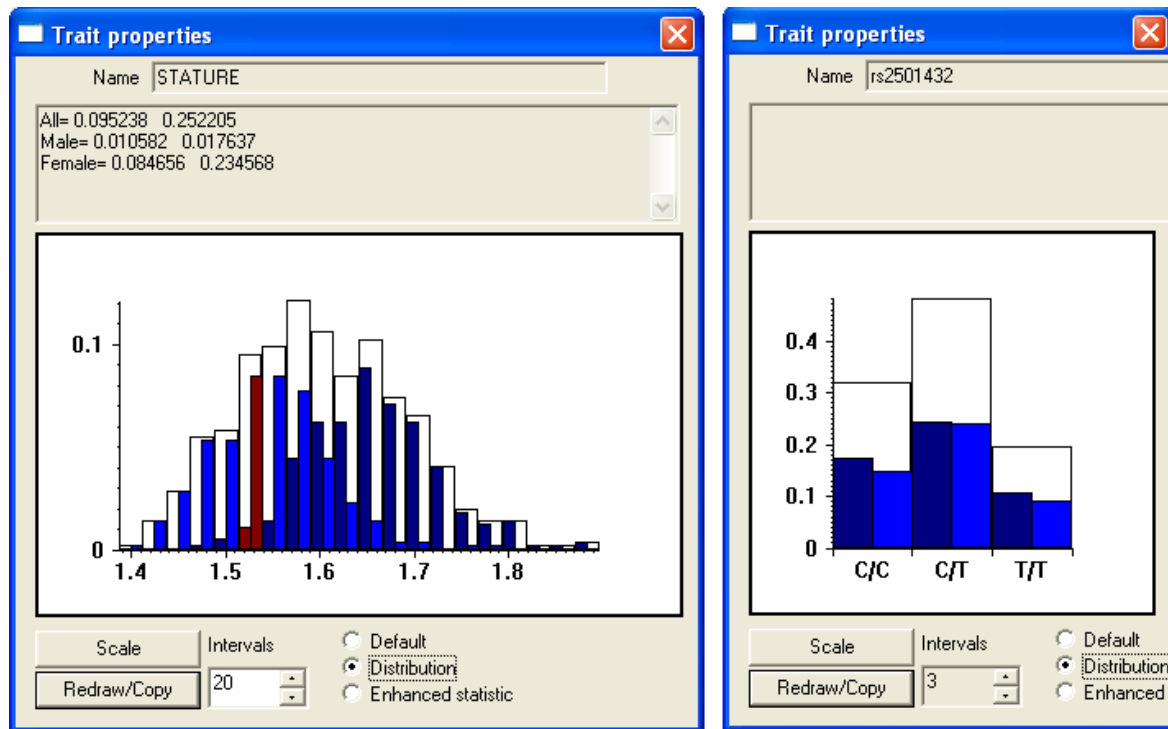 Trait properties
Name STATURE
All= 0.095238 0.252205
Male= 0.010582 0.017637
Female= 0.084656 0.234568
0.1
0
1.4 1.5 1.6 1.7 1.8
Scale
Intervals
Default
Distribution
Redraw/Copy
20
Enhanced statistic
Trait properties
Name rs2501432
0.4
0.3
0.2
0.1
0
C/C C/T T/T
Scale
Intervals
Default
Distribution
Redraw/Copy
3
Enhanced